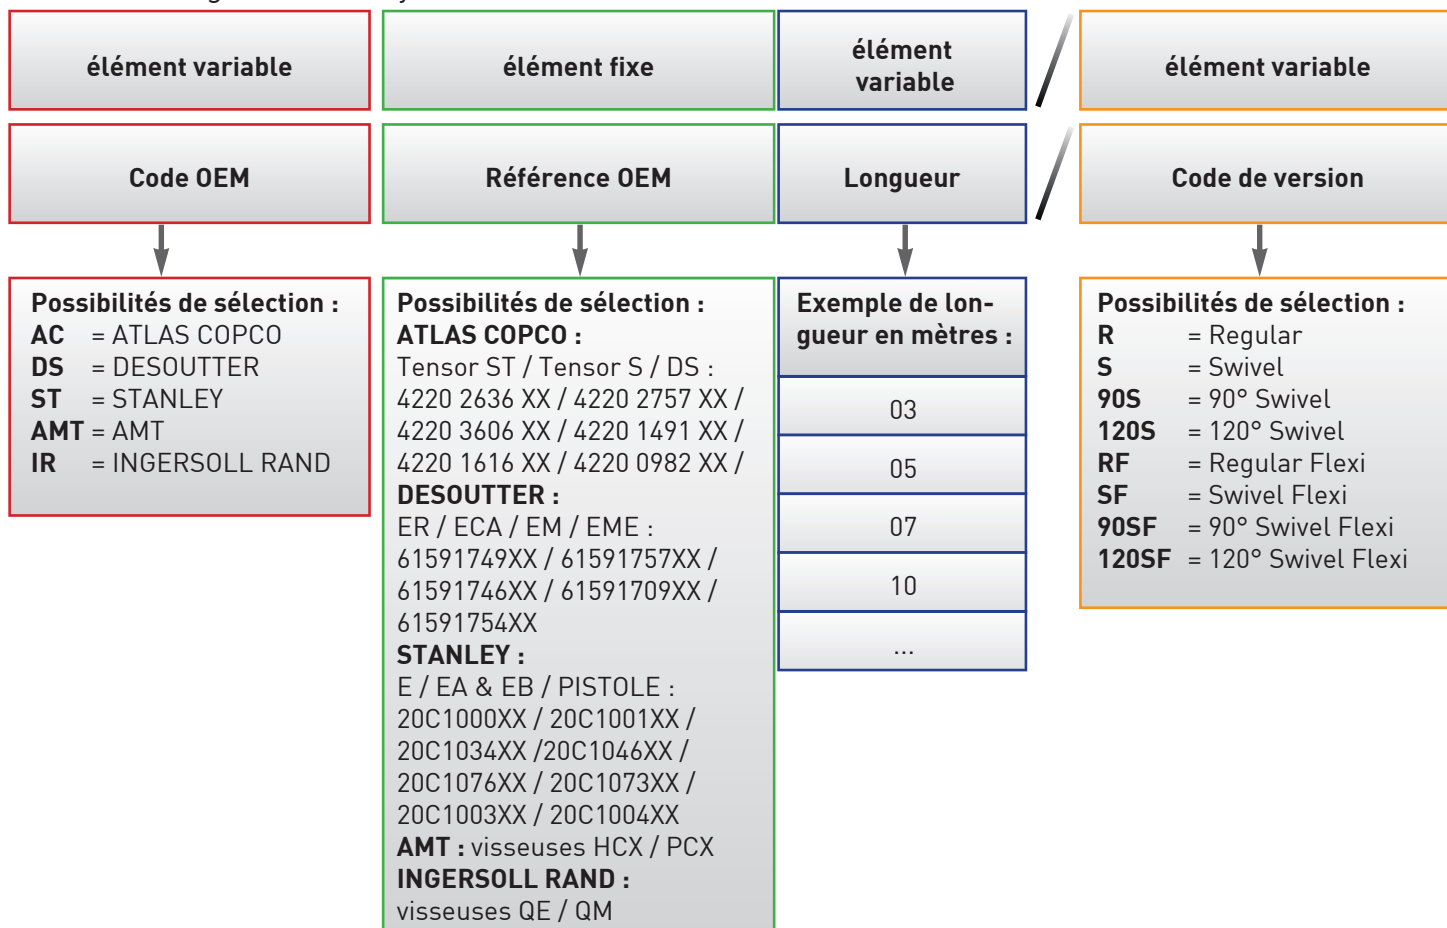 élément variable
élément fixe
élément
variable
/
élément variable
Code OEM
Référence OEM
Longueur
/
Code de version
Possibilités de sélection :
AC = ATLAS COPCO
DS = DESOUTTER
ST = STANLEY
AMT = AMT
IR = INGERSOLL RAND
Possibilités de sélection :
ATLAS COPCO :
Tensor ST / Tensor S / DS :
4220 2636 XX / 4220 2757 XX /
4220 3606 XX / 4220 1491 XX /
4220 1616 XX / 4220 0982 XX /
DESOUTTER :
ER / ECA / EM / EME :
61591749XX / 61591757XX /
61591746XX / 61591709XX /
61591754XX
STANLEY :
E / EA & EB / PISTOLE :
20C1000XX / 20C1001XX /
20C1034XX /20C1046XX /
20C1076XX / 20C1073XX /
20C1003XX / 20C1004XX
AMT : visseuses HCX / PCX
INGERSOLL RAND :
visseuses QE / QM
Exemple de lon-
gueur en mètres :
03
05
07
10
...
Possibilités de sélection :
R = Regular
S = Swivel
90S = 90° Swivel
120S = 120° Swivel
RF = Regular Flexi
SF = Swivel Flexi
90SF = 90° Swivel Flexi
120SF = 120° Swivel Flexi